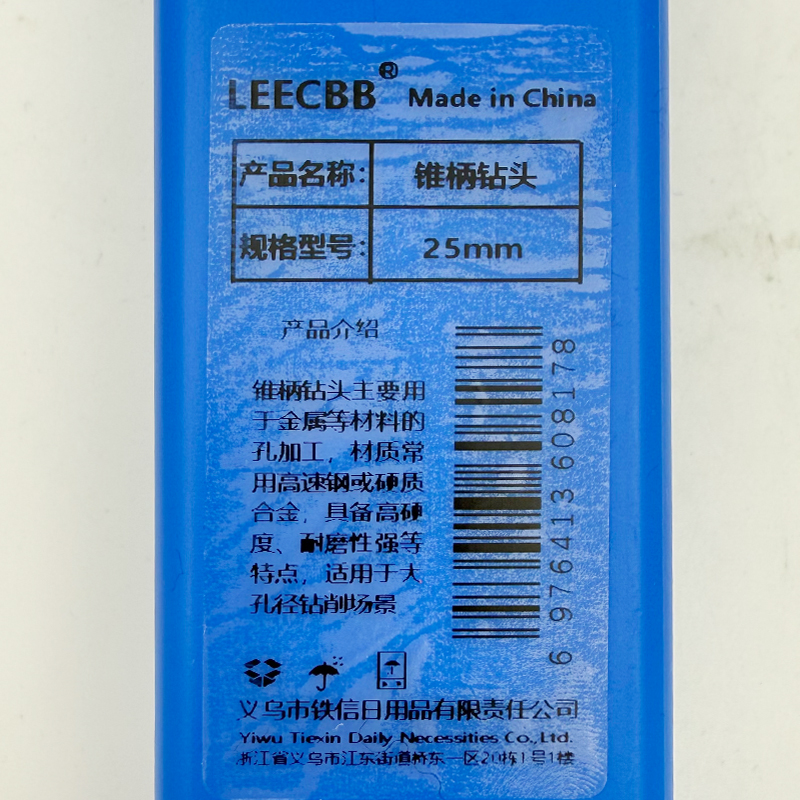 LEECBB® Made in China
产品名称: 锥柄钻头
规格型号: 25mm
产品介绍
锥柄钻头主要用
于金属等材料的
孔加工，材质常
用高速钢或硬质
合金，具备高硬
度、耐磨性强等
特点，适用于大
孔径钻削场景
6 976413 608178
义乌市铁信日用品有限责任公司
Yiwu Tiexin Daily Necessities Co., Ltd.
浙江省义乌市江东街道桥东一区20栋1号1楼